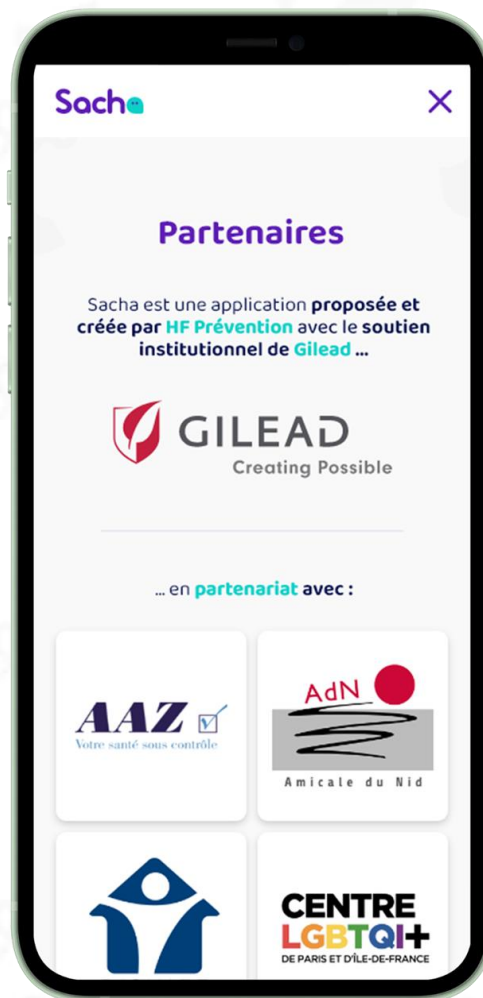 Sacha
Partenaires
Sacha est une application proposée et
créée par HF Prévention avec le soutien
institutionnel de Gilead ...
GILEAD
Creating Possible
... en partenariat avec :
AAZ
Votre santé sous contrôle
AdN
Amicale du Nid
CENTRE
LGBTQI+
DE PARIS ET D'ÎLE-DE-FRANCE